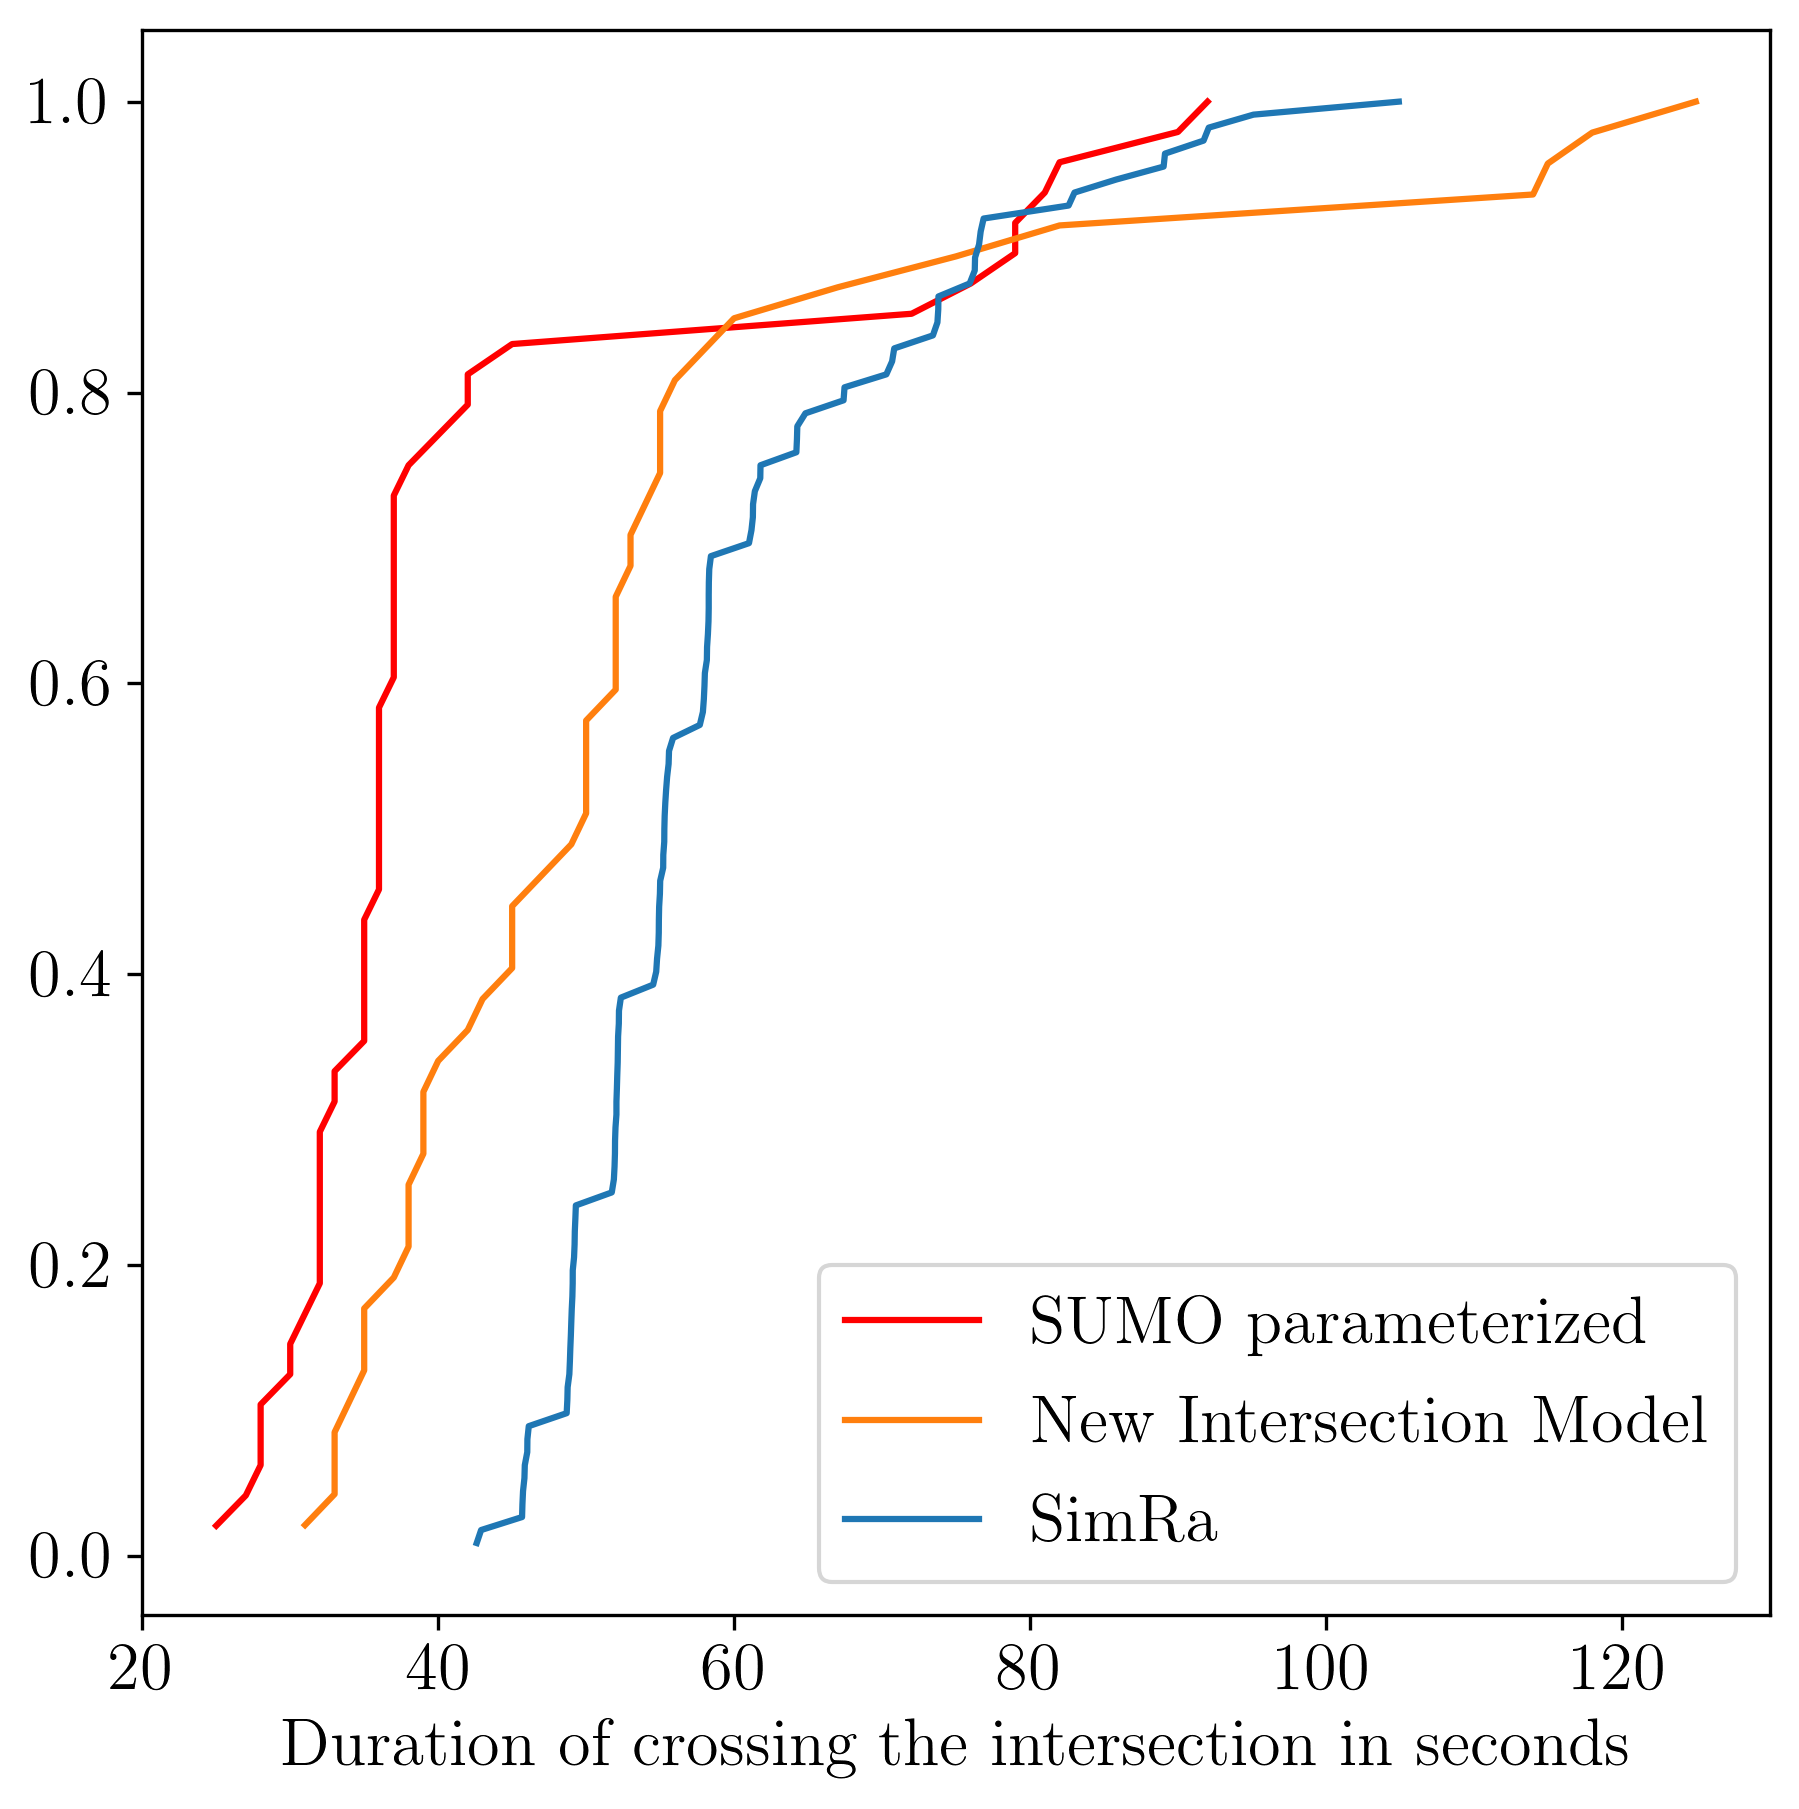 1.0
0.8
0.6
0.4
0.2
0.0
SUMO parameterized
New Intersection Model
SimRa
20 40 60 80 100 120
Duration of crossing the intersection in seconds